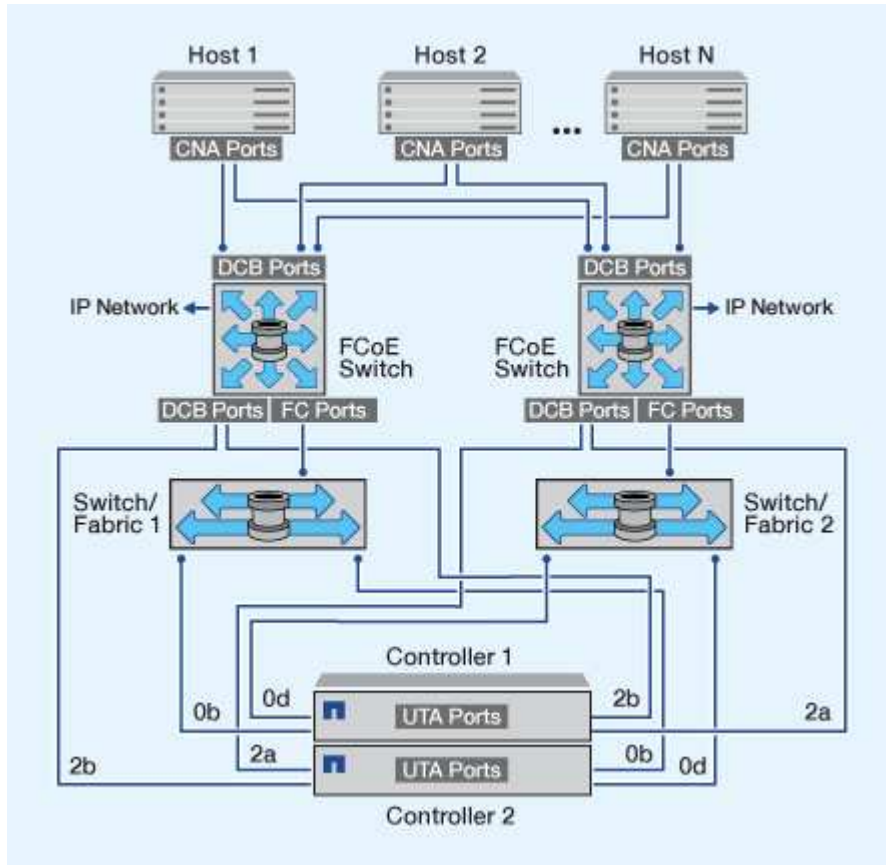 Host 1
Host 2
Host N
CNA Ports
CNA Ports
...
CNA Ports
DCB Ports
DCB Ports
IP Network
IP Network
FCoE
Switch
FCoE
Switch
DCB Ports
FC Ports
DCB Ports
FC Ports
Switch/
Fabric 1
Switch/
Fabric 2
Controller 1
0b
0d
UTA Ports
2b
2a
2b
2a
UTA Ports
0b
0d
Controller 2